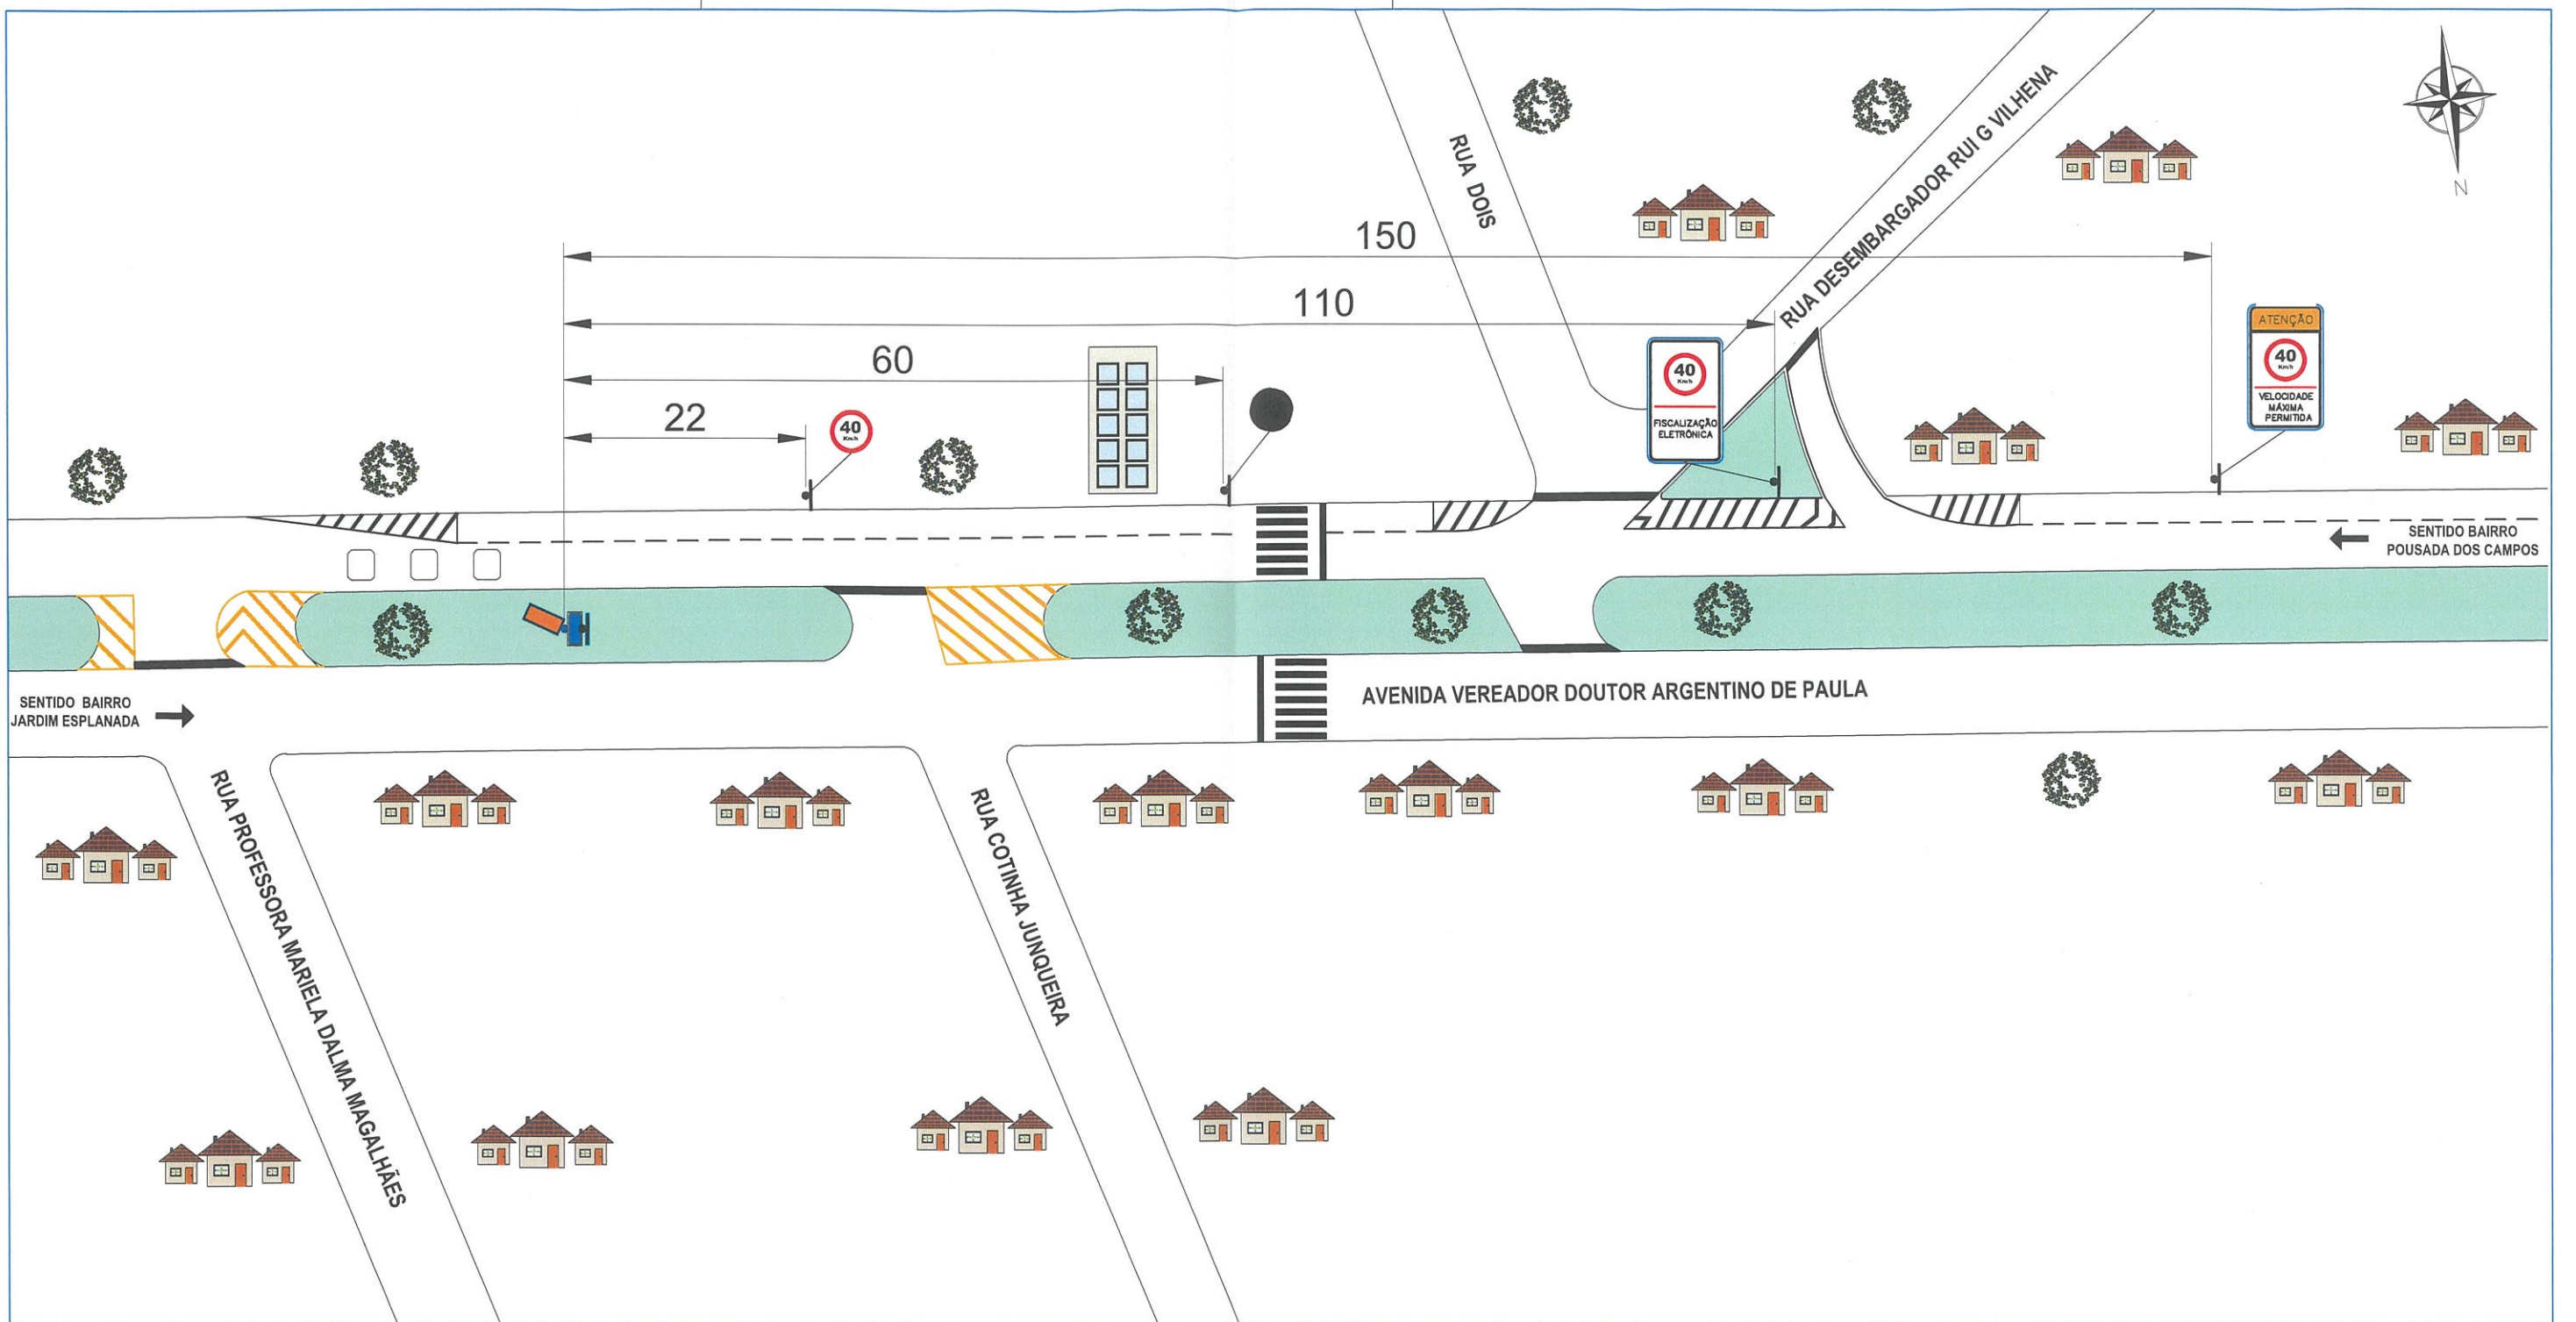 N
RUA DOIS
RUA DESEMBARGADOR RUI G VILHENA
150
110
60
22
40
Km/h
40
Km/h
FISCALIZAÇÃO
ELETRÔNICA
ATENÇÃO
40
Km/h
VELOCIDADE
MÁXIMA
PERMITIDA
SENTIDO BAIRRO
POUSADA DOS CAMPOS
SENTIDO BAIRRO
JARDIM ESPLANADA
AVENIDA VEREADOR DOUTOR ARGENTINO DE PAULA
RUA PROFESSORA MARIELA DALMA MAGALHÃES
RUA COTINHA JUNQUEIRA